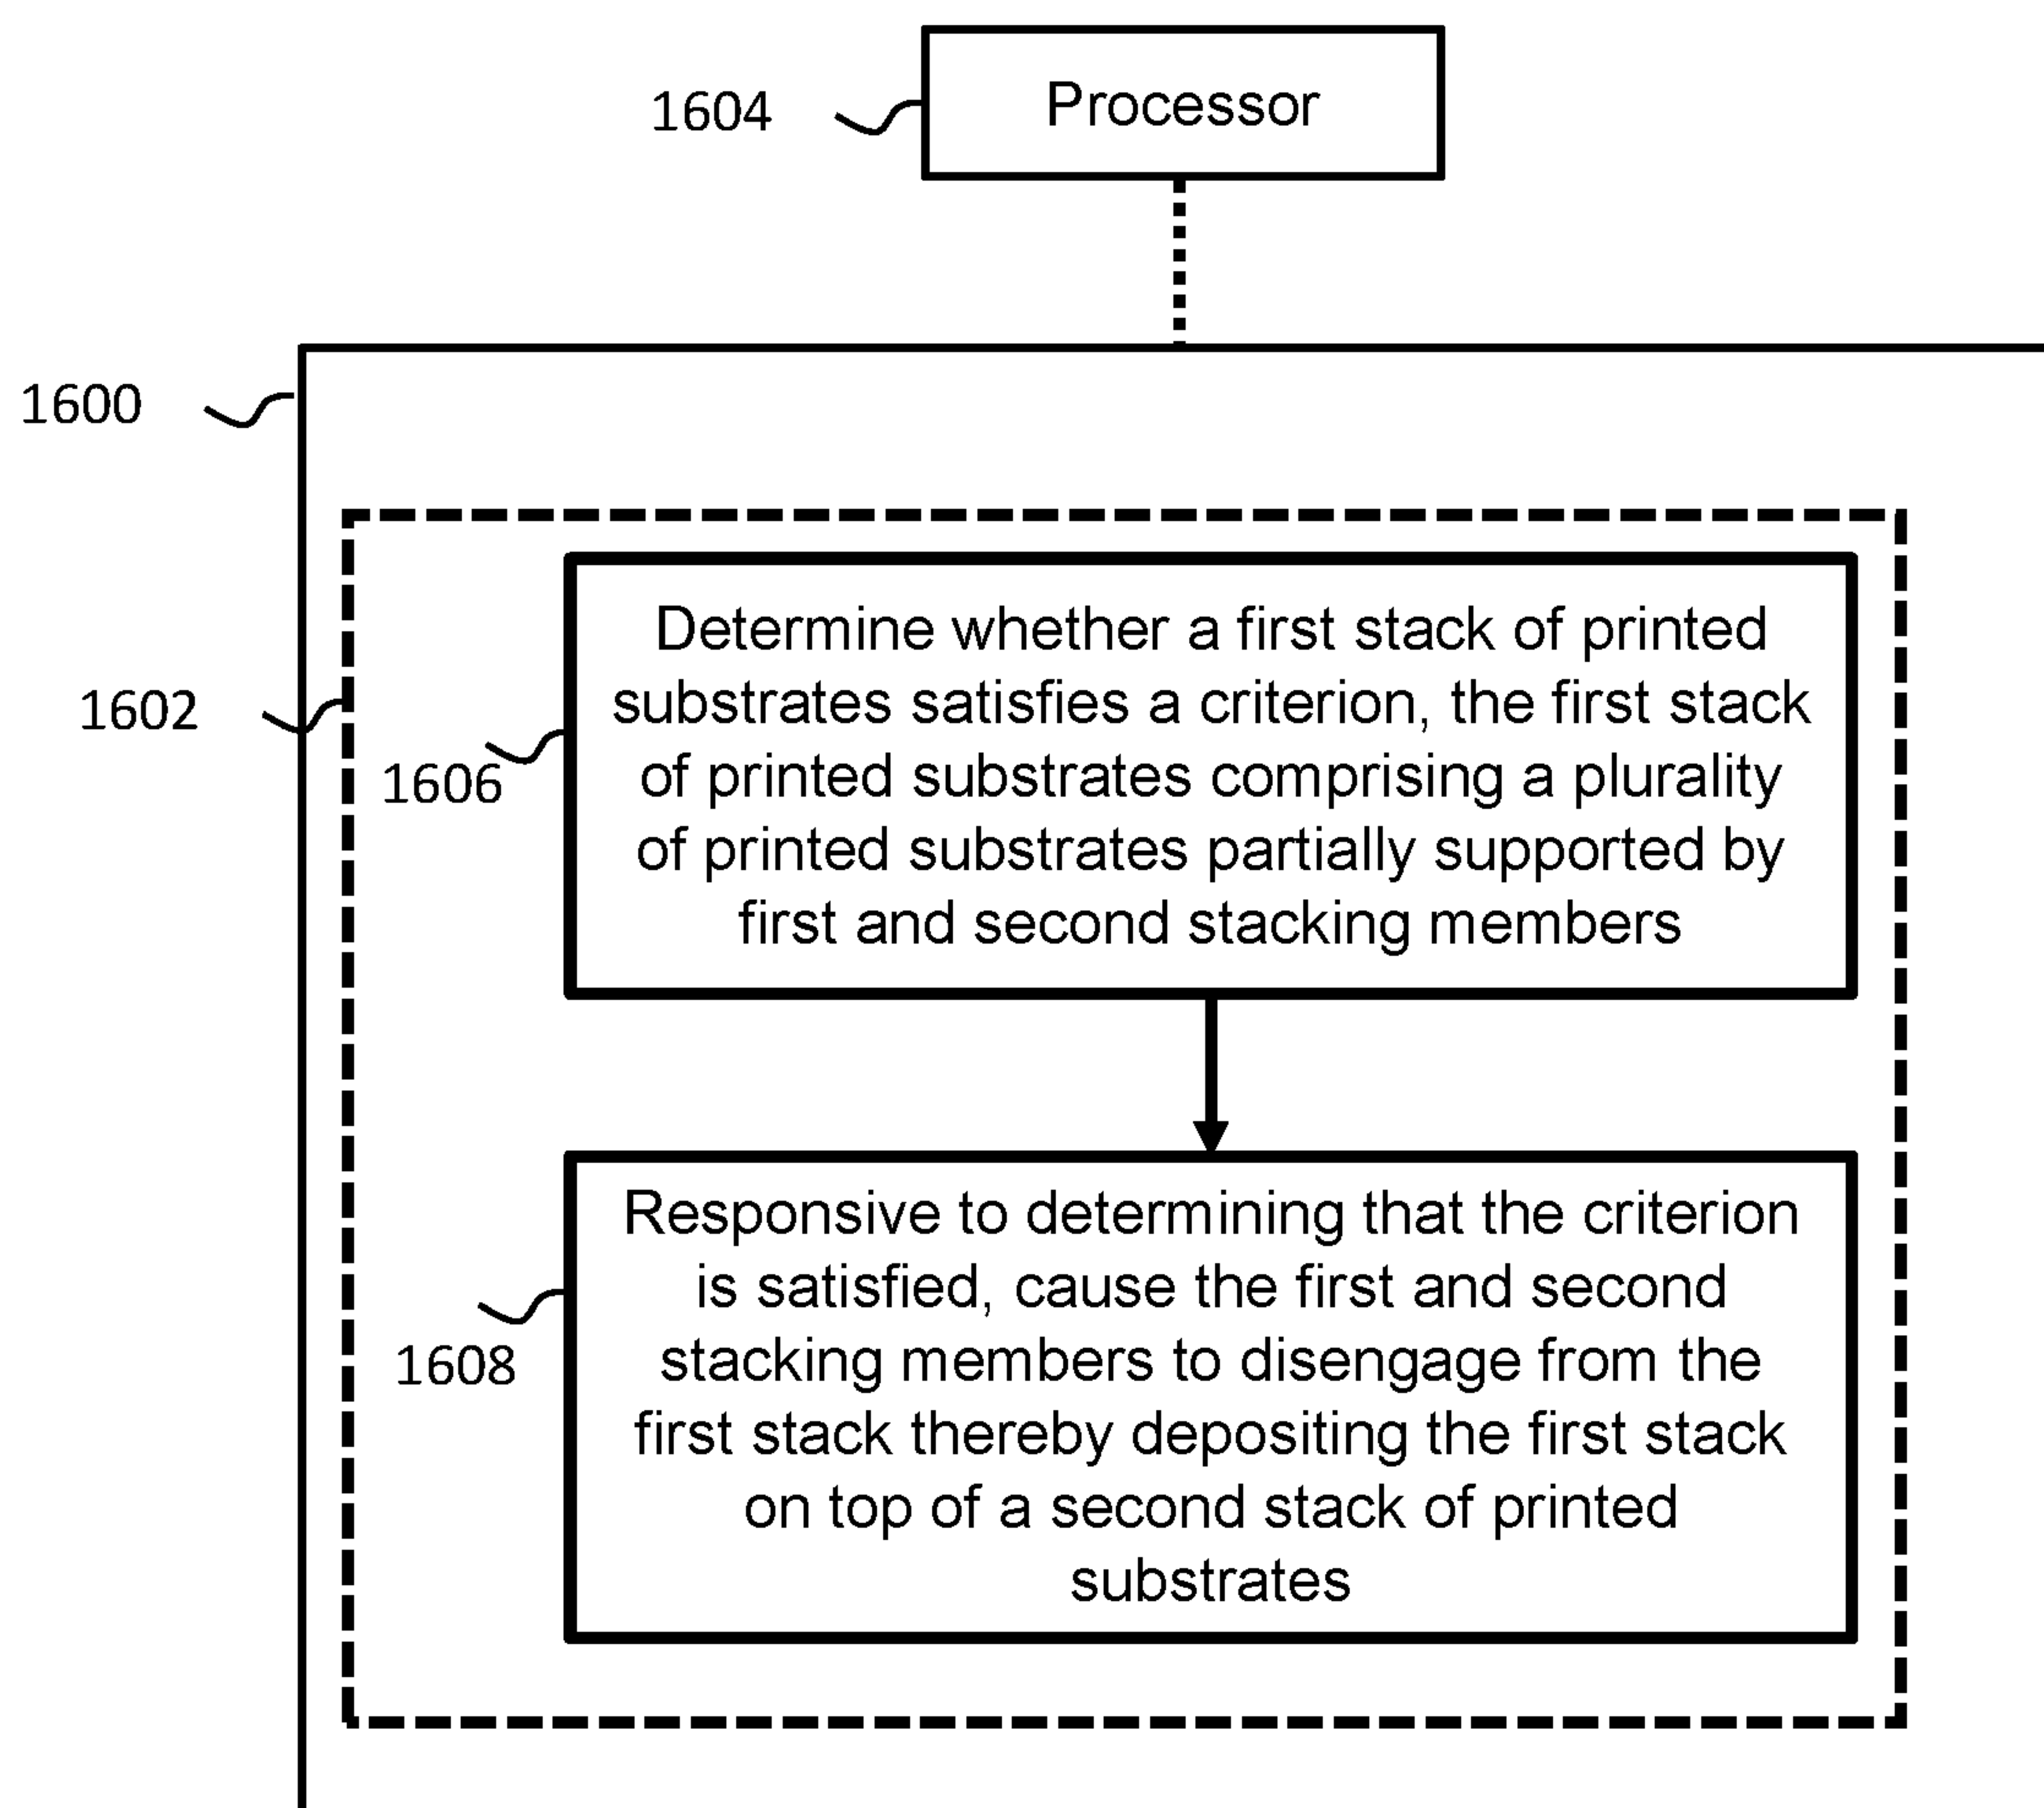 1604
Processor
1600
1602
1606
Determine whether a first stack of printed
substrates satisfies a criterion, the first stack
of printed substrates comprising a plurality
of printed substrates partially supported by
first and second stacking members
1608
Responsive to determining that the criterion
is satisfied, cause the first and second
stacking members to disengage from the
first stack thereby depositing the first stack
on top of a second stack of printed
substrates